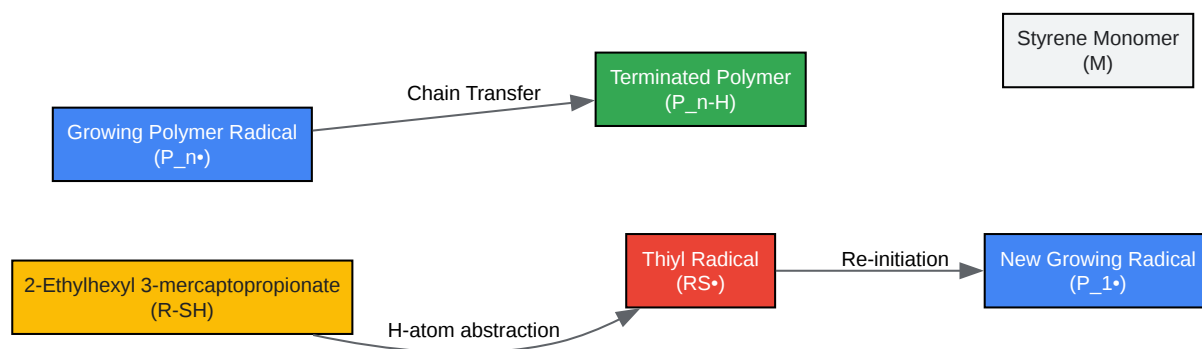 Styrene Monomer
(M)
Terminated Polymer
(P_n-H)
Chain Transfer
Growing Polymer Radical
(P_n•)
Thiyl Radical
(RS•)
Re-initiation
New Growing Radical
(P_1•)
2-Ethylhexyl 3-mercaptopropionate
(R-SH)
H-atom abstraction